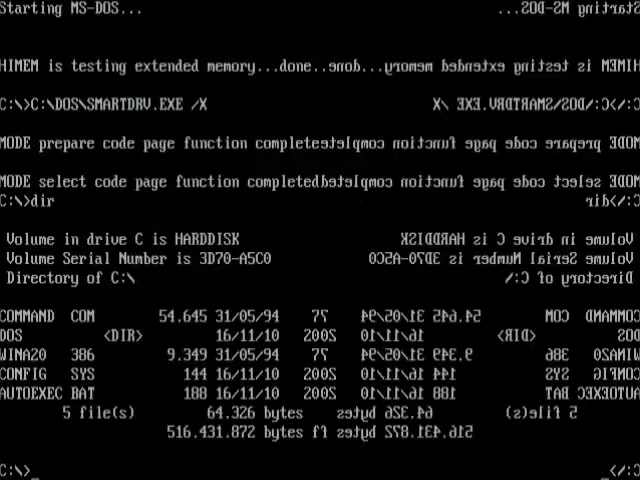 Starting MS-DOS...
HIMEM is testing extended memory...done.
C:\>C:\DOS\SMARTDRV.EXE /X
MODE prepare code page function complete
MODE select code page function completed
C:\>dir
Volume in drive C is HARDDISK
Volume Serial Number is 3D70-A5C0
Directory of C:\
COMMAND COM 54.645 31/05/94 7
DOS <DIR> 16/11/10 20
WINA20 386 9.349 31/05/94 7
CONFIG SYS 144 16/11/10 20
AUTOEXEC BAT 188 16/11/10 20
5 file(s) 64.326 bytes
516.431.872 bytes f
C:\>_